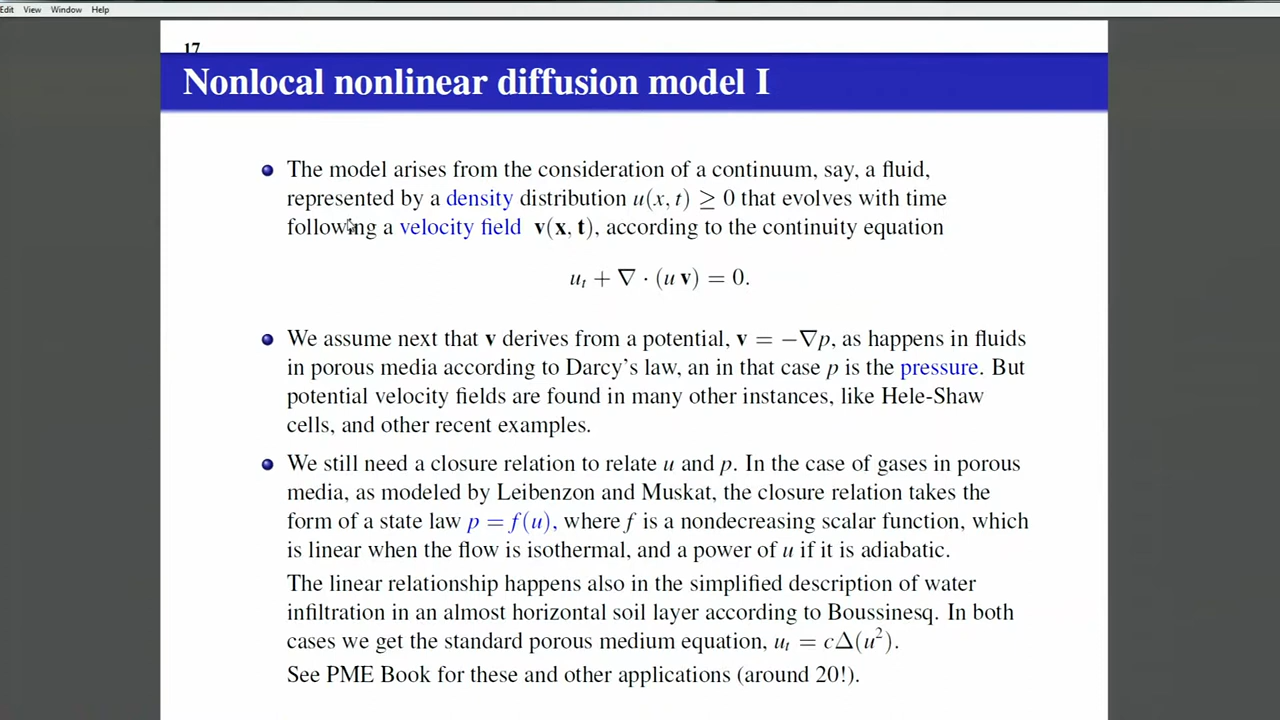 Edit View Window Help
17
Nonlocal nonlinear diffusion model I
The model arises from the consideration of a continuum, say, a fluid,
represented by a density distribution u(x, t) ≥ 0 that evolves with time
following a velocity field v(x, t), according to the continuity equation
u_t + ∇ · (u v) = 0.
We assume next that v derives from a potential, v = −∇p, as happens in fluids
in porous media according to Darcy's law, an in that case p is the pressure. But
potential velocity fields are found in many other instances, like Hele-Shaw
cells, and other recent examples.
We still need a closure relation to relate u and p. In the case of gases in porous
media, as modeled by Leibenzon and Muskat, the closure relation takes the
form of a state law p = f(u), where f is a nondecreasing scalar function, which
is linear when the flow is isothermal, and a power of u if it is adiabatic.
The linear relationship happens also in the simplified description of water
infiltration in an almost horizontal soil layer according to Boussinesq. In both
cases we get the standard porous medium equation, u_t = cΔ(u²).
See PME Book for these and other applications (around 20!).